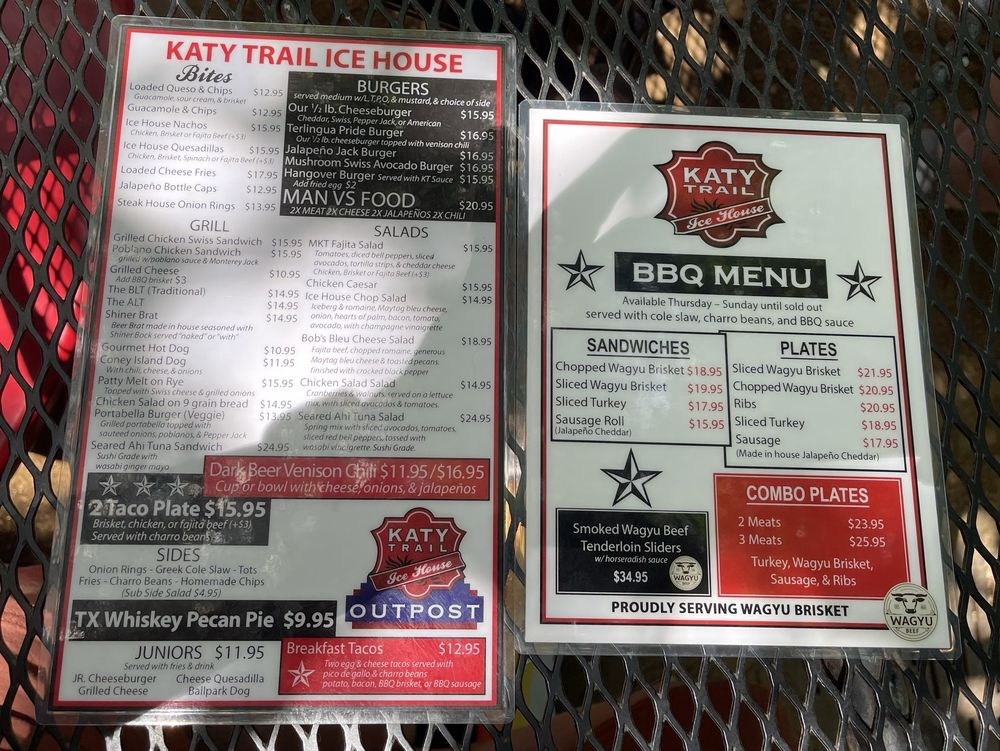 KATY TRAIL ICE HOUSE
Bites
Loaded Queso & Chips $12.95
Guacamole, sour cream, & brisket
Guacamole & Chips $12.95
Ice House Nachos $15.95
Chicken, Brisket or Fajita Beef (+$3)
Ice House Quesadillas $15.95
Chicken, Brisket, Spinach or Fajita Beef (+$3)
Loaded Cheese Fries $17.95
Jalapeño Bottle Caps $12.95
Steak House Onion Rings $13.95
BURGERS
served medium w/L,T,P,O, & mustard, & choice of side
Our ½ lb. Cheeseburger $15.95
Cheddar, Swiss, Pepper Jack, or American
Terlingua Pride Burger $16.95
Our ½ lb. cheeseburger topped with venison chili
Jalapeño Jack Burger $16.95
Mushroom Swiss Avocado Burger $16.95
Hangover Burger Served with KT Sauce $15.95
Add fried egg $2
MAN VS FOOD $20.95
2X MEAT 2X CHEESE 2X JALAPEÑOS 2X CHILI
GRILL
Grilled Chicken Swiss Sandwich $15.95
Poblano Chicken Sandwich $15.95
grilled w/poblano sauce & Monterey Jack
Grilled Cheese $10.95
Add BBQ brisket $3
The BLT (Traditional) $14.95
The ALT $14.95
Shiner Brat $14.95
Beer Brat made in house seasoned with
Shiner Bock served "naked" or "with"
Gourmet Hot Dog $10.95
Coney Island Dog $11.95
With chili, cheese, & onions
Patty Melt on Rye $15.95
Topped with Swiss cheese & grilled onions
Chicken Salad on 9 grain bread $14.95
Portabella Burger (Veggie) $13.95
Grilled portabella topped with
sauteed onions, poblanos, & Pepper Jack
Seared Ahi Tuna Sandwich $24.95
Sushi Grade with
wasabi ginger mayo
SALADS
MKT Fajita Salad $15.95
Tomatoes, diced bell peppers, sliced
avocados, tortilla strips, & cheddar cheese
Chicken, Brisket or Fajita Beef (+$3)
Chicken Caesar $15.95
Ice House Chop Salad $14.95
Iceberg & romaine, Maytag bleu cheese,
onion, hearts of palm, bacon, tomato,
avocado, with champagne vinaigrette
Bob's Bleu Cheese Salad $18.95
Fajita beef, chopped romaine, generous
Maytag bleu cheese & toasted pecans,
finished with cracked black pepper
Chicken Salad Salad $14.95
Cranberries & walnuts, served on a lettuce
mix with sliced avocados & tomatoes.
Seared Ahi Tuna Salad $24.95
Spring mix with sliced avocados, tomatoes,
sliced red bell peppers, tossed with
wasabi vinaigrette. Sushi Grade.
Dark Beer Venison Chili $11.95/$16.95
Cup or bowl with cheese, onions, & jalapeños
2 Taco Plate $15.95
Brisket, chicken, or fajita beef (+$3)
Served with charro beans
SIDES
Onion Rings - Greek Cole Slaw - Tots
Fries - Charro Beans - Homemade Chips
(Sub Side Salad $4.95)
KATY
TRAIL
Ice House
OUTPOST
TX Whiskey Pecan Pie $9.95
JUNIORS $11.95
Served with fries & drink
JR. Cheeseburger Cheese Quesadilla
Grilled Cheese Ballpark Dog
Breakfast Tacos $12.95
Two egg & cheese tacos served with
pico de gallo & charro beans
potato, bacon, BBQ brisket, or BBQ sausage
KATY
TRAIL
Ice House
BBQ MENU
Available Thursday – Sunday until sold out
served with cole slaw, charro beans, and BBQ sauce
SANDWICHES
Chopped Wagyu Brisket $18.95
Sliced Wagyu Brisket $19.95
Sliced Turkey $17.95
Sausage Roll $15.95
(Jalapeño Cheddar)
PLATES
Sliced Wagyu Brisket $21.95
Chopped Wagyu Brisket $20.95
Ribs $20.95
Sliced Turkey $18.95
Sausage $17.95
(Made in house Jalapeño Cheddar)
Smoked Wagyu Beef
Tenderloin Sliders
w/ horseradish sauce
$34.95
WAGYU
BEEF
COMBO PLATES
2 Meats $23.95
3 Meats $25.95
Turkey, Wagyu Brisket,
Sausage, & Ribs
PROUDLY SERVING WAGYU BRISKET
WAGYU
BEEF